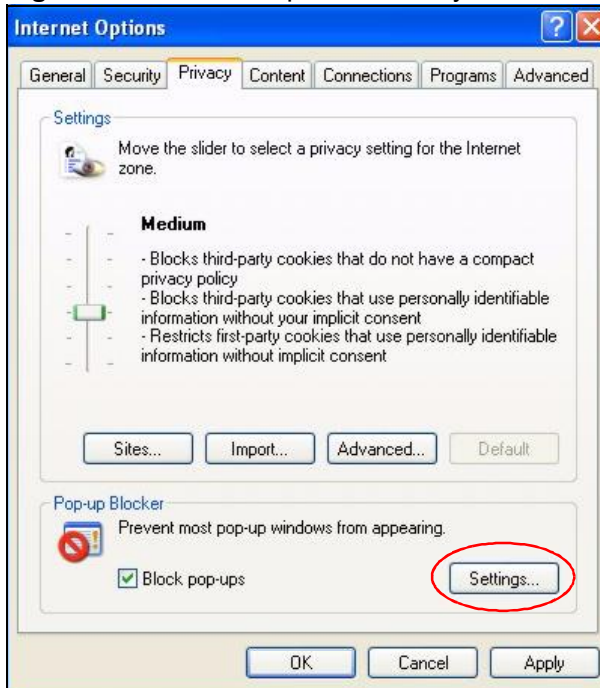 Internet Options
General Security Privacy Content Connections Programs Advanced
Settings
Move the slider to select a privacy setting for the Internet
zone.
Medium
- Blocks third-party cookies that do not have a compact
privacy policy
- Blocks third-party cookies that use personally identifiable
information without your implicit consent
- Restricts first-party cookies that use personally identifiable
information without implicit consent
Sites... Import... Advanced... Default
Pop-up Blocker
Prevent most pop-up windows from appearing.
Block pop-ups Settings...
OK Cancel Apply